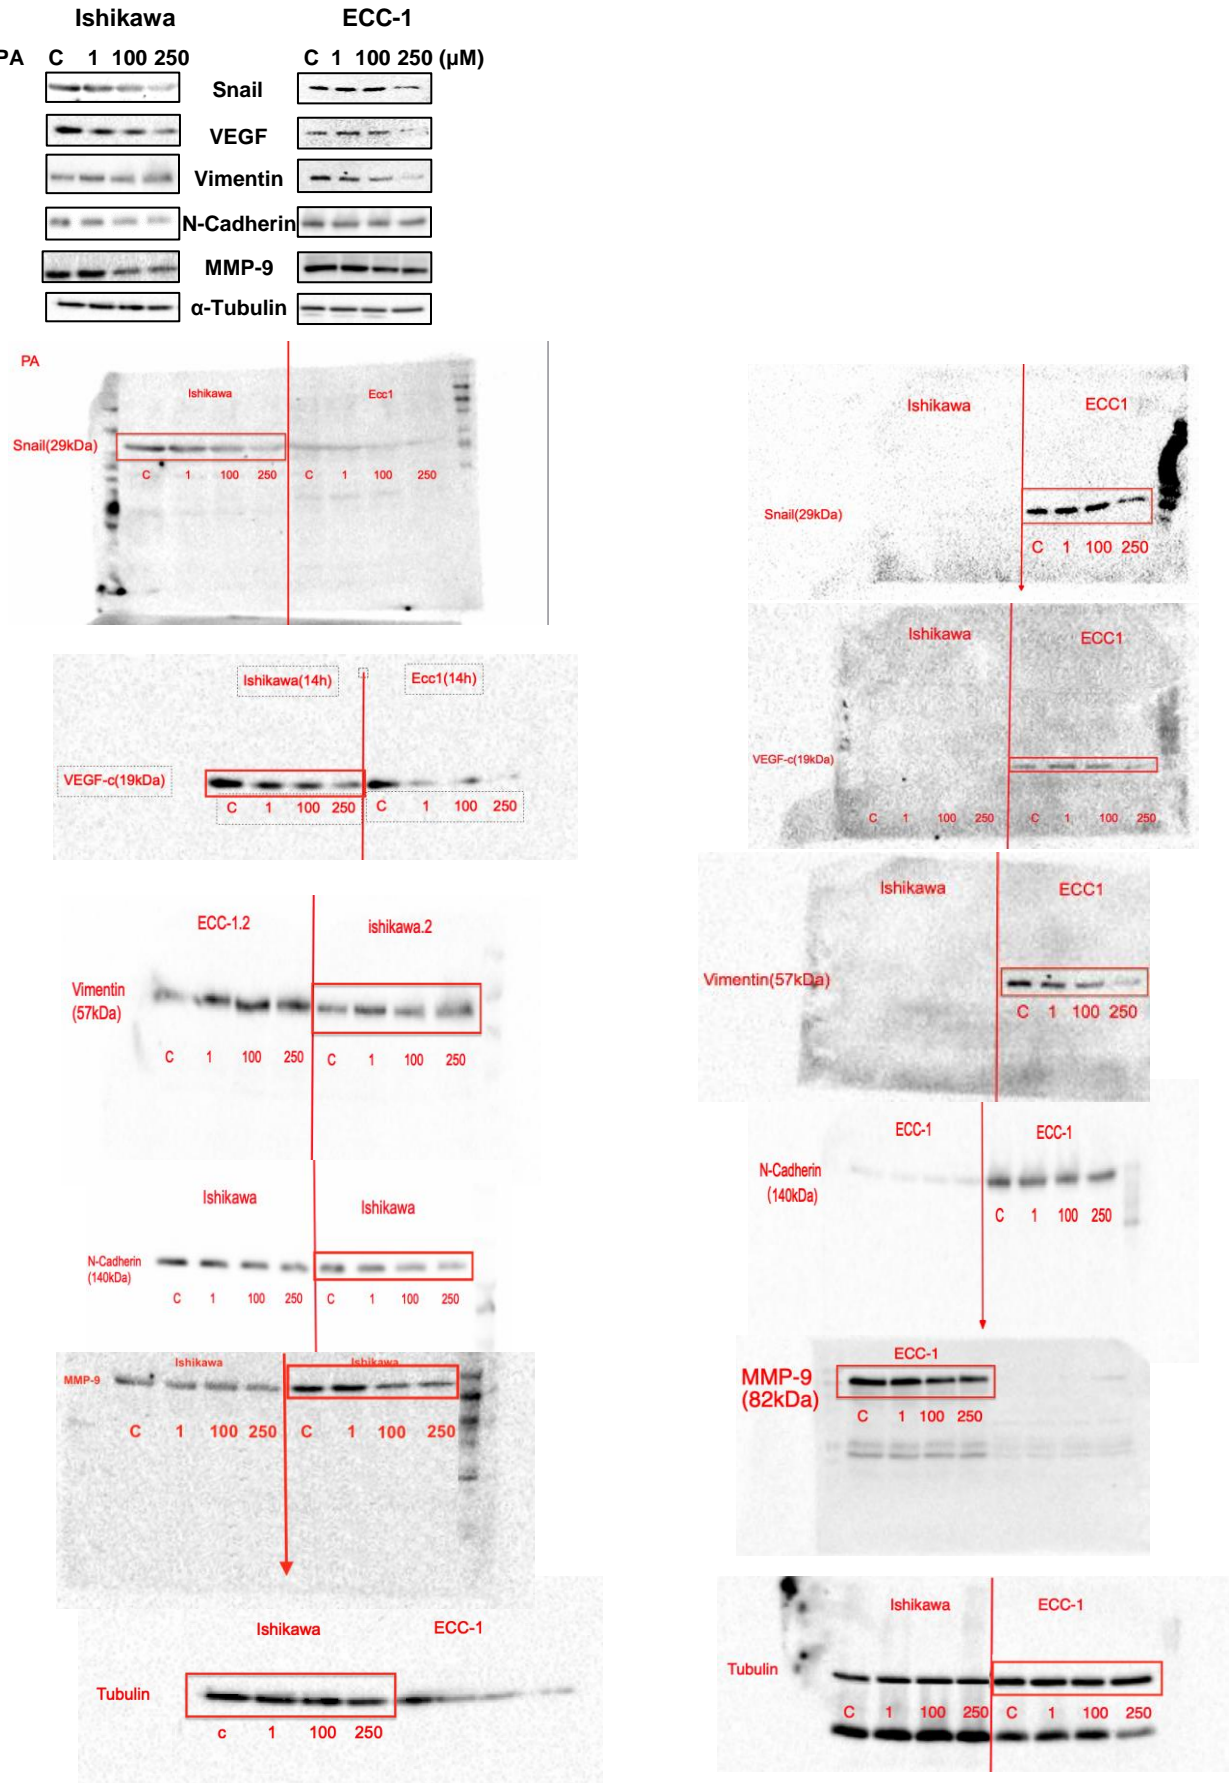 Ishikawa ECC-1
PA C 1 100 250 C 1 100 250 (μM)
Snail
VEGF
Vimentin
N-Cadherin
MMP-9
α-Tubulin
PA
Ishikawa Ecc1
Snail(29kDa)
C 1 100 250 C 1 100 250
Ishikawa ECC1
Snail(29kDa)
C 1 100 250
Ishikawa(14h) Ecc1(14h)
VEGF-c(19kDa)
C 1 100 250 C 1 100 250
Ishikawa ECC1
VEGF-c(19kDa)
C 1 100 250 C 1 100 250
ECC-1.2 ishikawa.2
Vimentin
(57kDa)
C 1 100 250 C 1 100 250
Ishikawa ECC1
Vimentin(57kDa)
C 1 100 250
Ishikawa Ishikawa
N-Cadherin
(140kDa)
C 1 100 250 C 1 100 250
ECC-1 ECC-1
N-Cadherin
(140kDa)
C 1 100 250
Ishikawa Ishikawa
MMP-9
C 1 100 250 C 1 100 250
ECC-1
MMP-9
(82kDa)
C 1 100 250
Ishikawa ECC-1
Tubulin
c 1 100 250
Ishikawa ECC-1
Tubulin
C 1 100 250 C 1 100 250